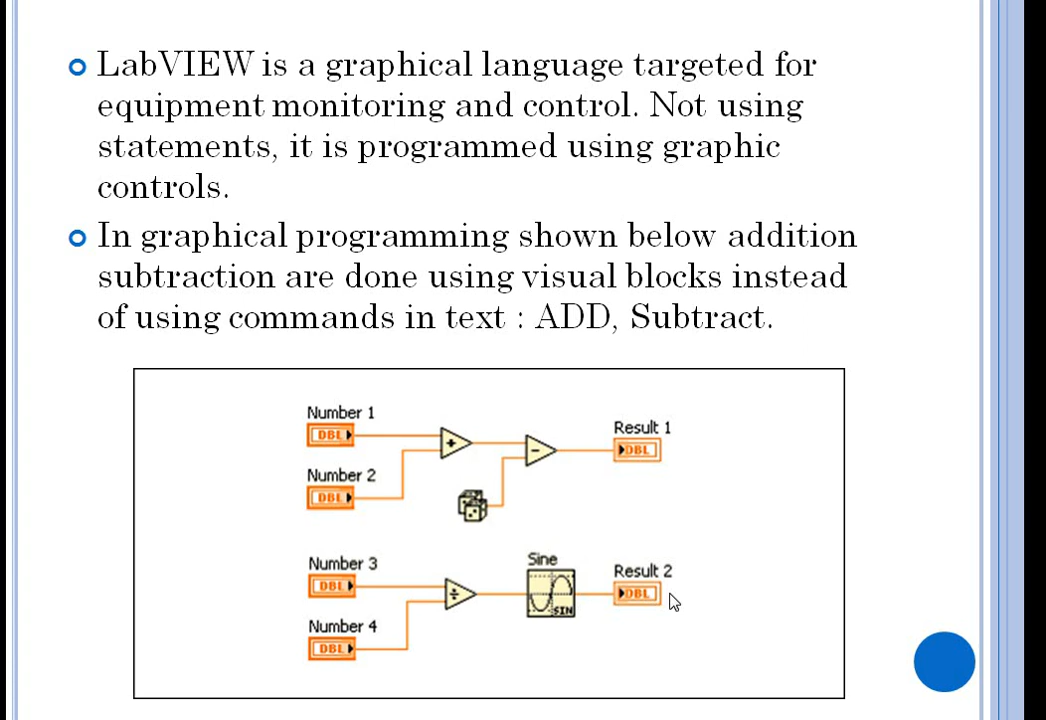 LabVIEW is a graphical language targeted for
equipment monitoring and control. Not using
statements, it is programmed using graphic
controls.
In graphical programming shown below addition
subtraction are done using visual blocks instead
of using commands in text : ADD, Subtract.
Number 1
DBL
+
-
Result 1
DBL
Number 2
DBL
Number 3
DBL
÷
Sine
SIN
Result 2
DBL
Number 4
DBL